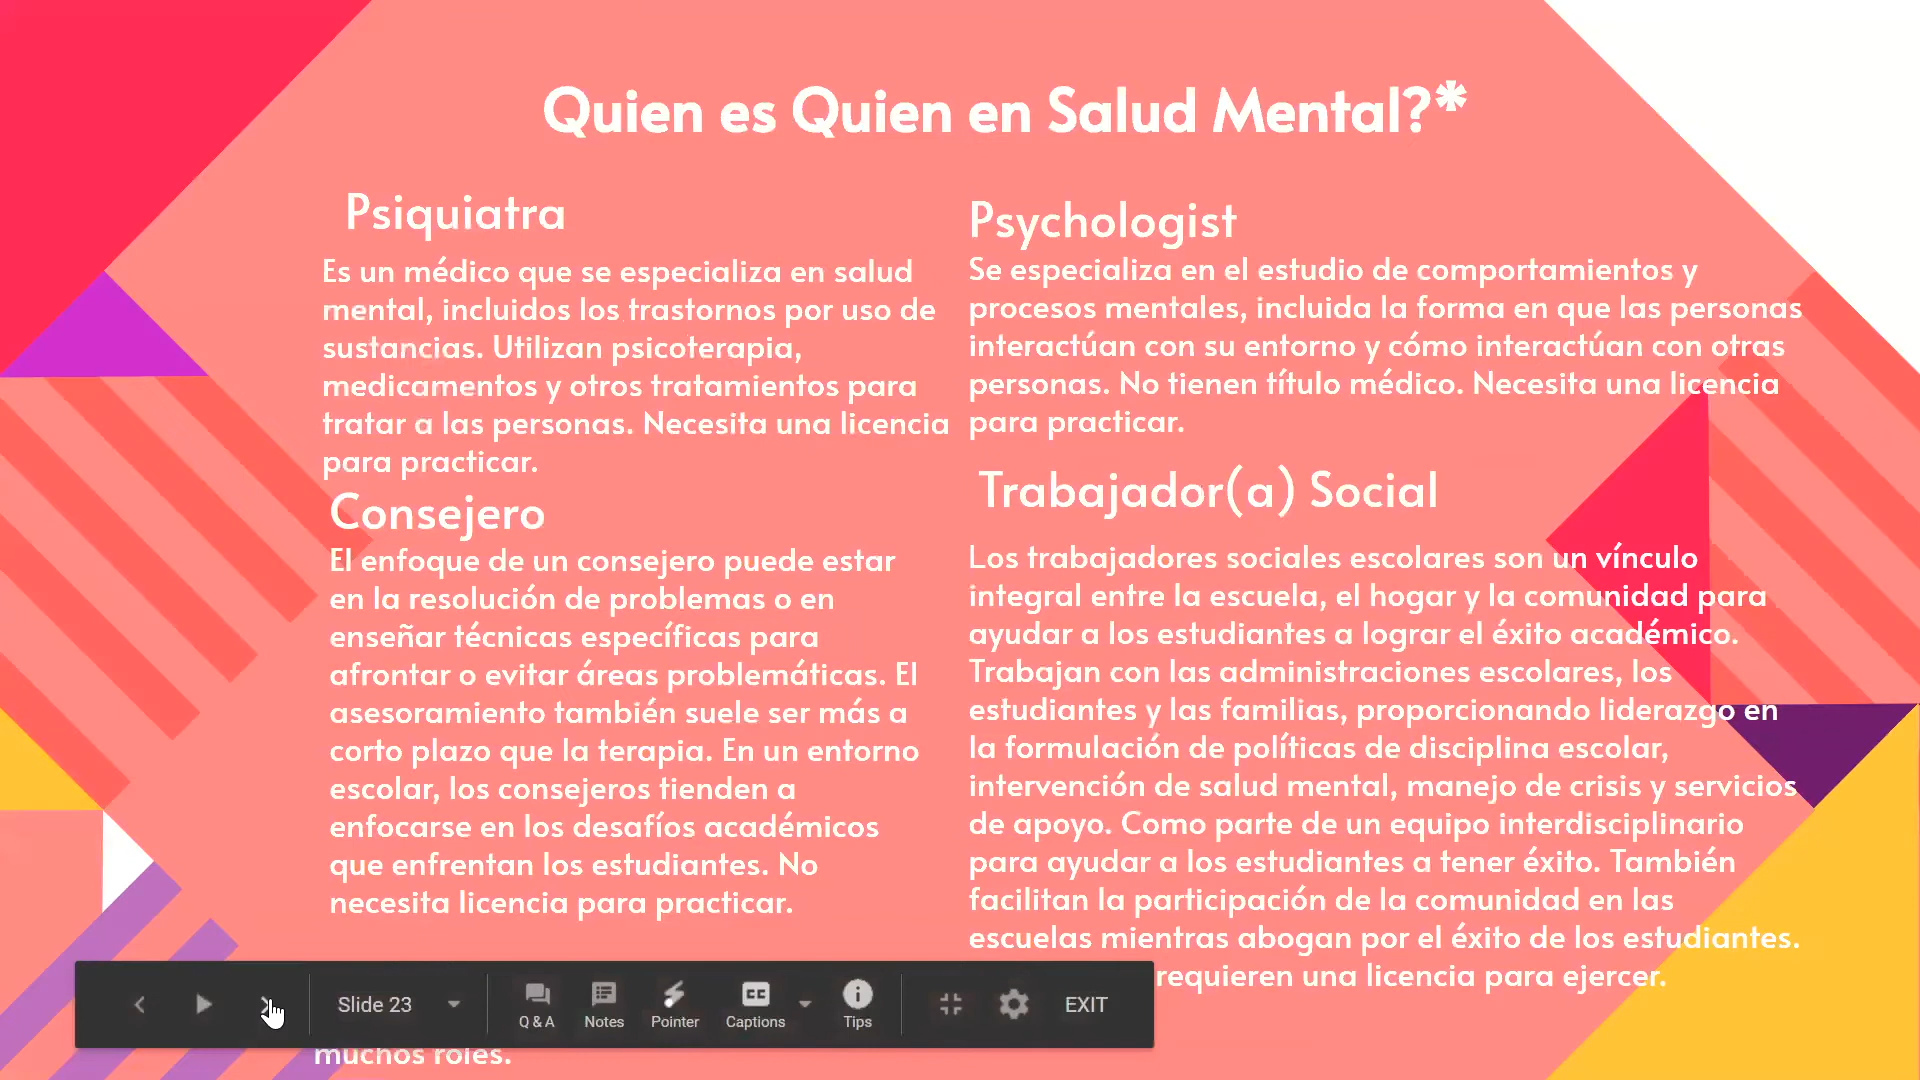 Quien es Quien en Salud Mental?*
Psiquiatra
Es un médico que se especializa en salud
mental, incluidos los trastornos por uso de
sustancias. Utilizan psicoterapia,
medicamentos y otros tratamientos para
tratar a las personas. Necesita una licencia
para practicar.
Consejero
El enfoque de un consejero puede estar
en la resolución de problemas o en
enseñar técnicas específicas para
afrontar o evitar áreas problemáticas. El
asesoramiento también suele ser más a
corto plazo que la terapia. En un entorno
escolar, los consejeros tienden a
enfocarse en los desafíos académicos
que enfrentan los estudiantes. No
necesita licencia para practicar.
Psychologist
Se especializa en el estudio de comportamientos y
procesos mentales, incluida la forma en que las personas
interactúan con su entorno y cómo interactúan con otras
personas. No tienen título médico. Necesita una licencia
para practicar.
Trabajador(a) Social
Los trabajadores sociales escolares son un vínculo
integral entre la escuela, el hogar y la comunidad para
ayudar a los estudiantes a lograr el éxito académico.
Trabajan con las administraciones escolares, los
estudiantes y las familias, proporcionando liderazgo en
la formulación de políticas de disciplina escolar,
intervención de salud mental, manejo de crisis y servicios
de apoyo. Como parte de un equipo interdisciplinario
para ayudar a los estudiantes a tener éxito. También
facilitan la participación de la comunidad en las
escuelas mientras abogan por el éxito de los estudiantes.
requieren una licencia para ejercer.
Slide 23
Q & A
Notes
Pointer
Captions
Tips
EXIT
muchos roles.